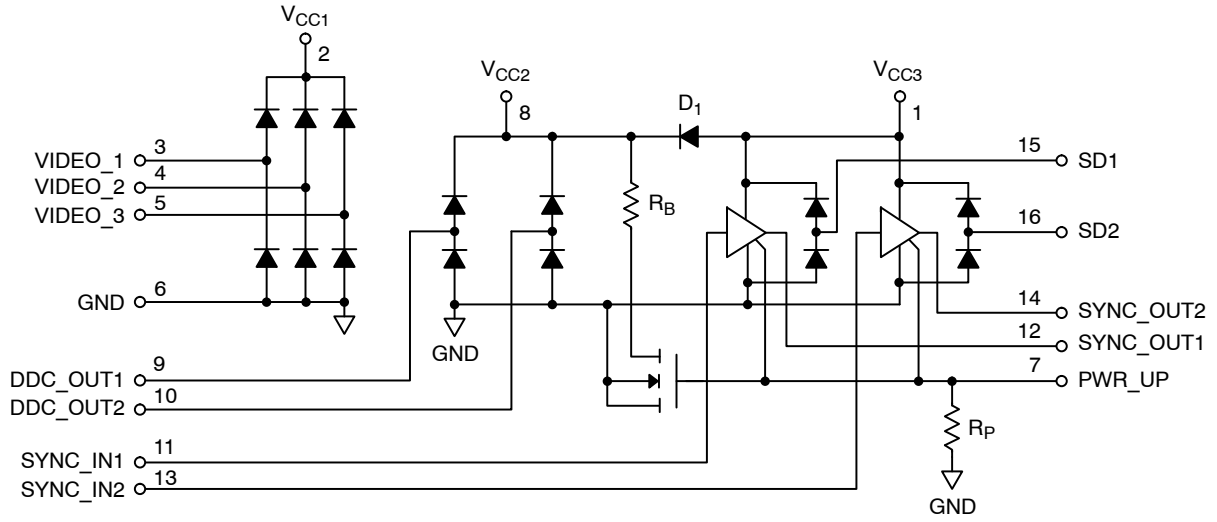 VCC1
2
VCC2
8
D1
VCC3
1
VIDEO_1 3
VIDEO_2 4
VIDEO_3 5
GND 6
RB
15 SD1
16 SD2
GND
14 SYNC_OUT2
12 SYNC_OUT1
7 PWR_UP
DDC_OUT1 9
DDC_OUT2 10
RP
SYNC_IN1 11
SYNC_IN2 13
GND